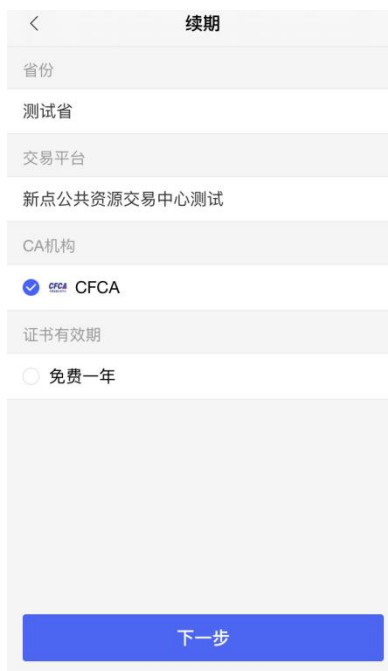 续期
省份
测试省
交易平台
新点公共资源交易中心测试
CA机构
CFCA CFCA
证书有效期
免费一年
下一步